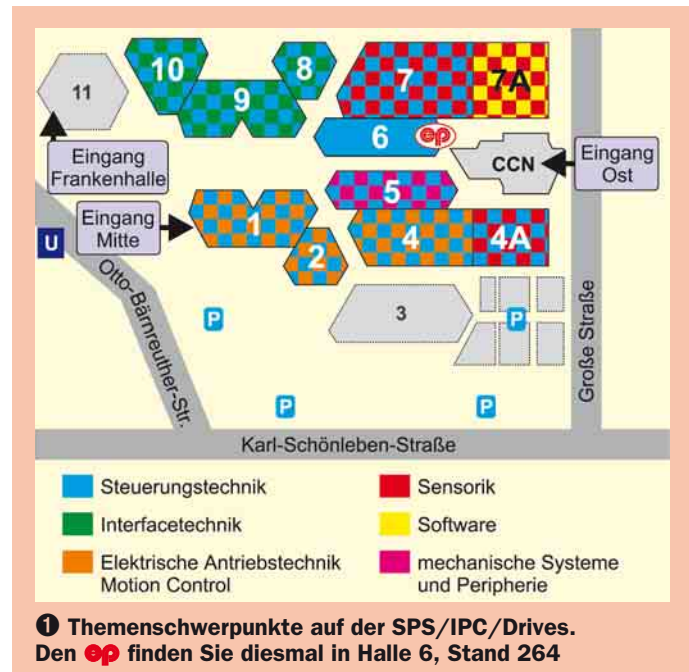 10
8
7
7A
11
9
6
ep
CCN
Eingang
Frankenhalle
Eingang
Ost
5
Eingang
Mitte
1
4
4A
U
2
Otto-Bärnreuther-Str.
3
P
P
Große Straße
P
P
Karl-Schönleben-Straße
Steuerungstechnik
Sensorik
Interfacetechnik
Software
Elektrische Antriebstechnik
Motion Control
mechanische Systeme
und Peripherie
❶ Themenschwerpunkte auf der SPS/IPC/Drives.
Den ep finden Sie diesmal in Halle 6, Stand 264